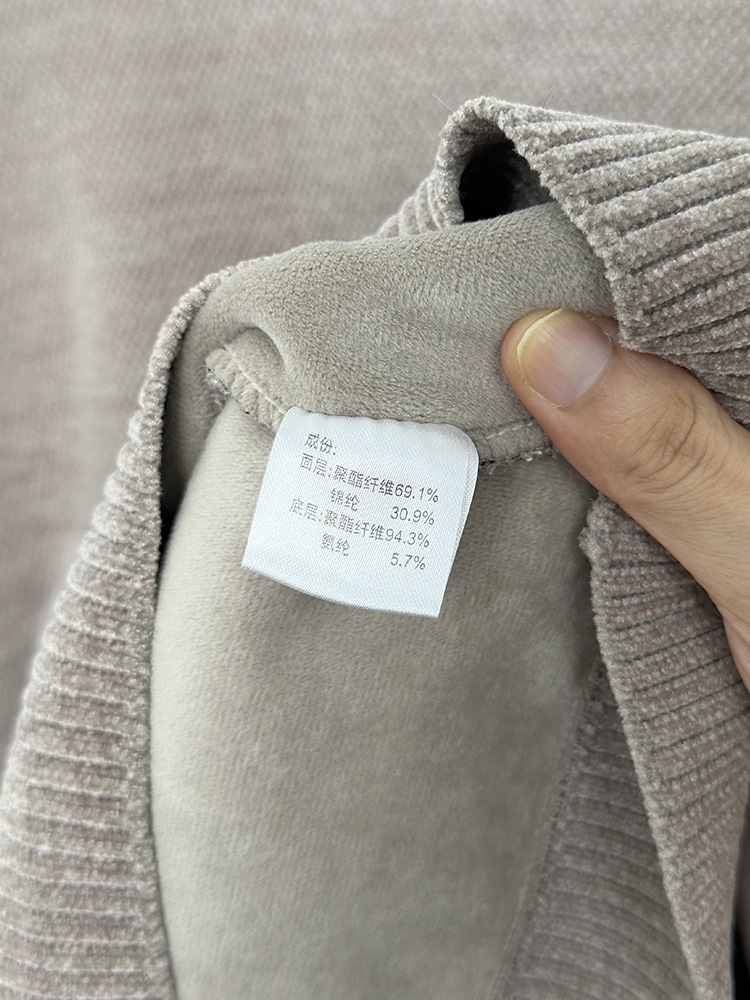 成份:
面层:聚酯纤维69.1%
锦纶 30.9%
底层:聚酯纤维94.3%
氨纶 5.7%